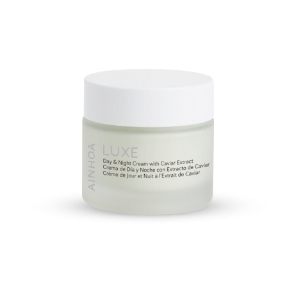 AINHOA
LUXE
Day & Night Cream with Caviar Extract
Crema de Día y Noche con Extracto de Caviar
Crème de Jour et Nuit à l'Extrait de Caviar